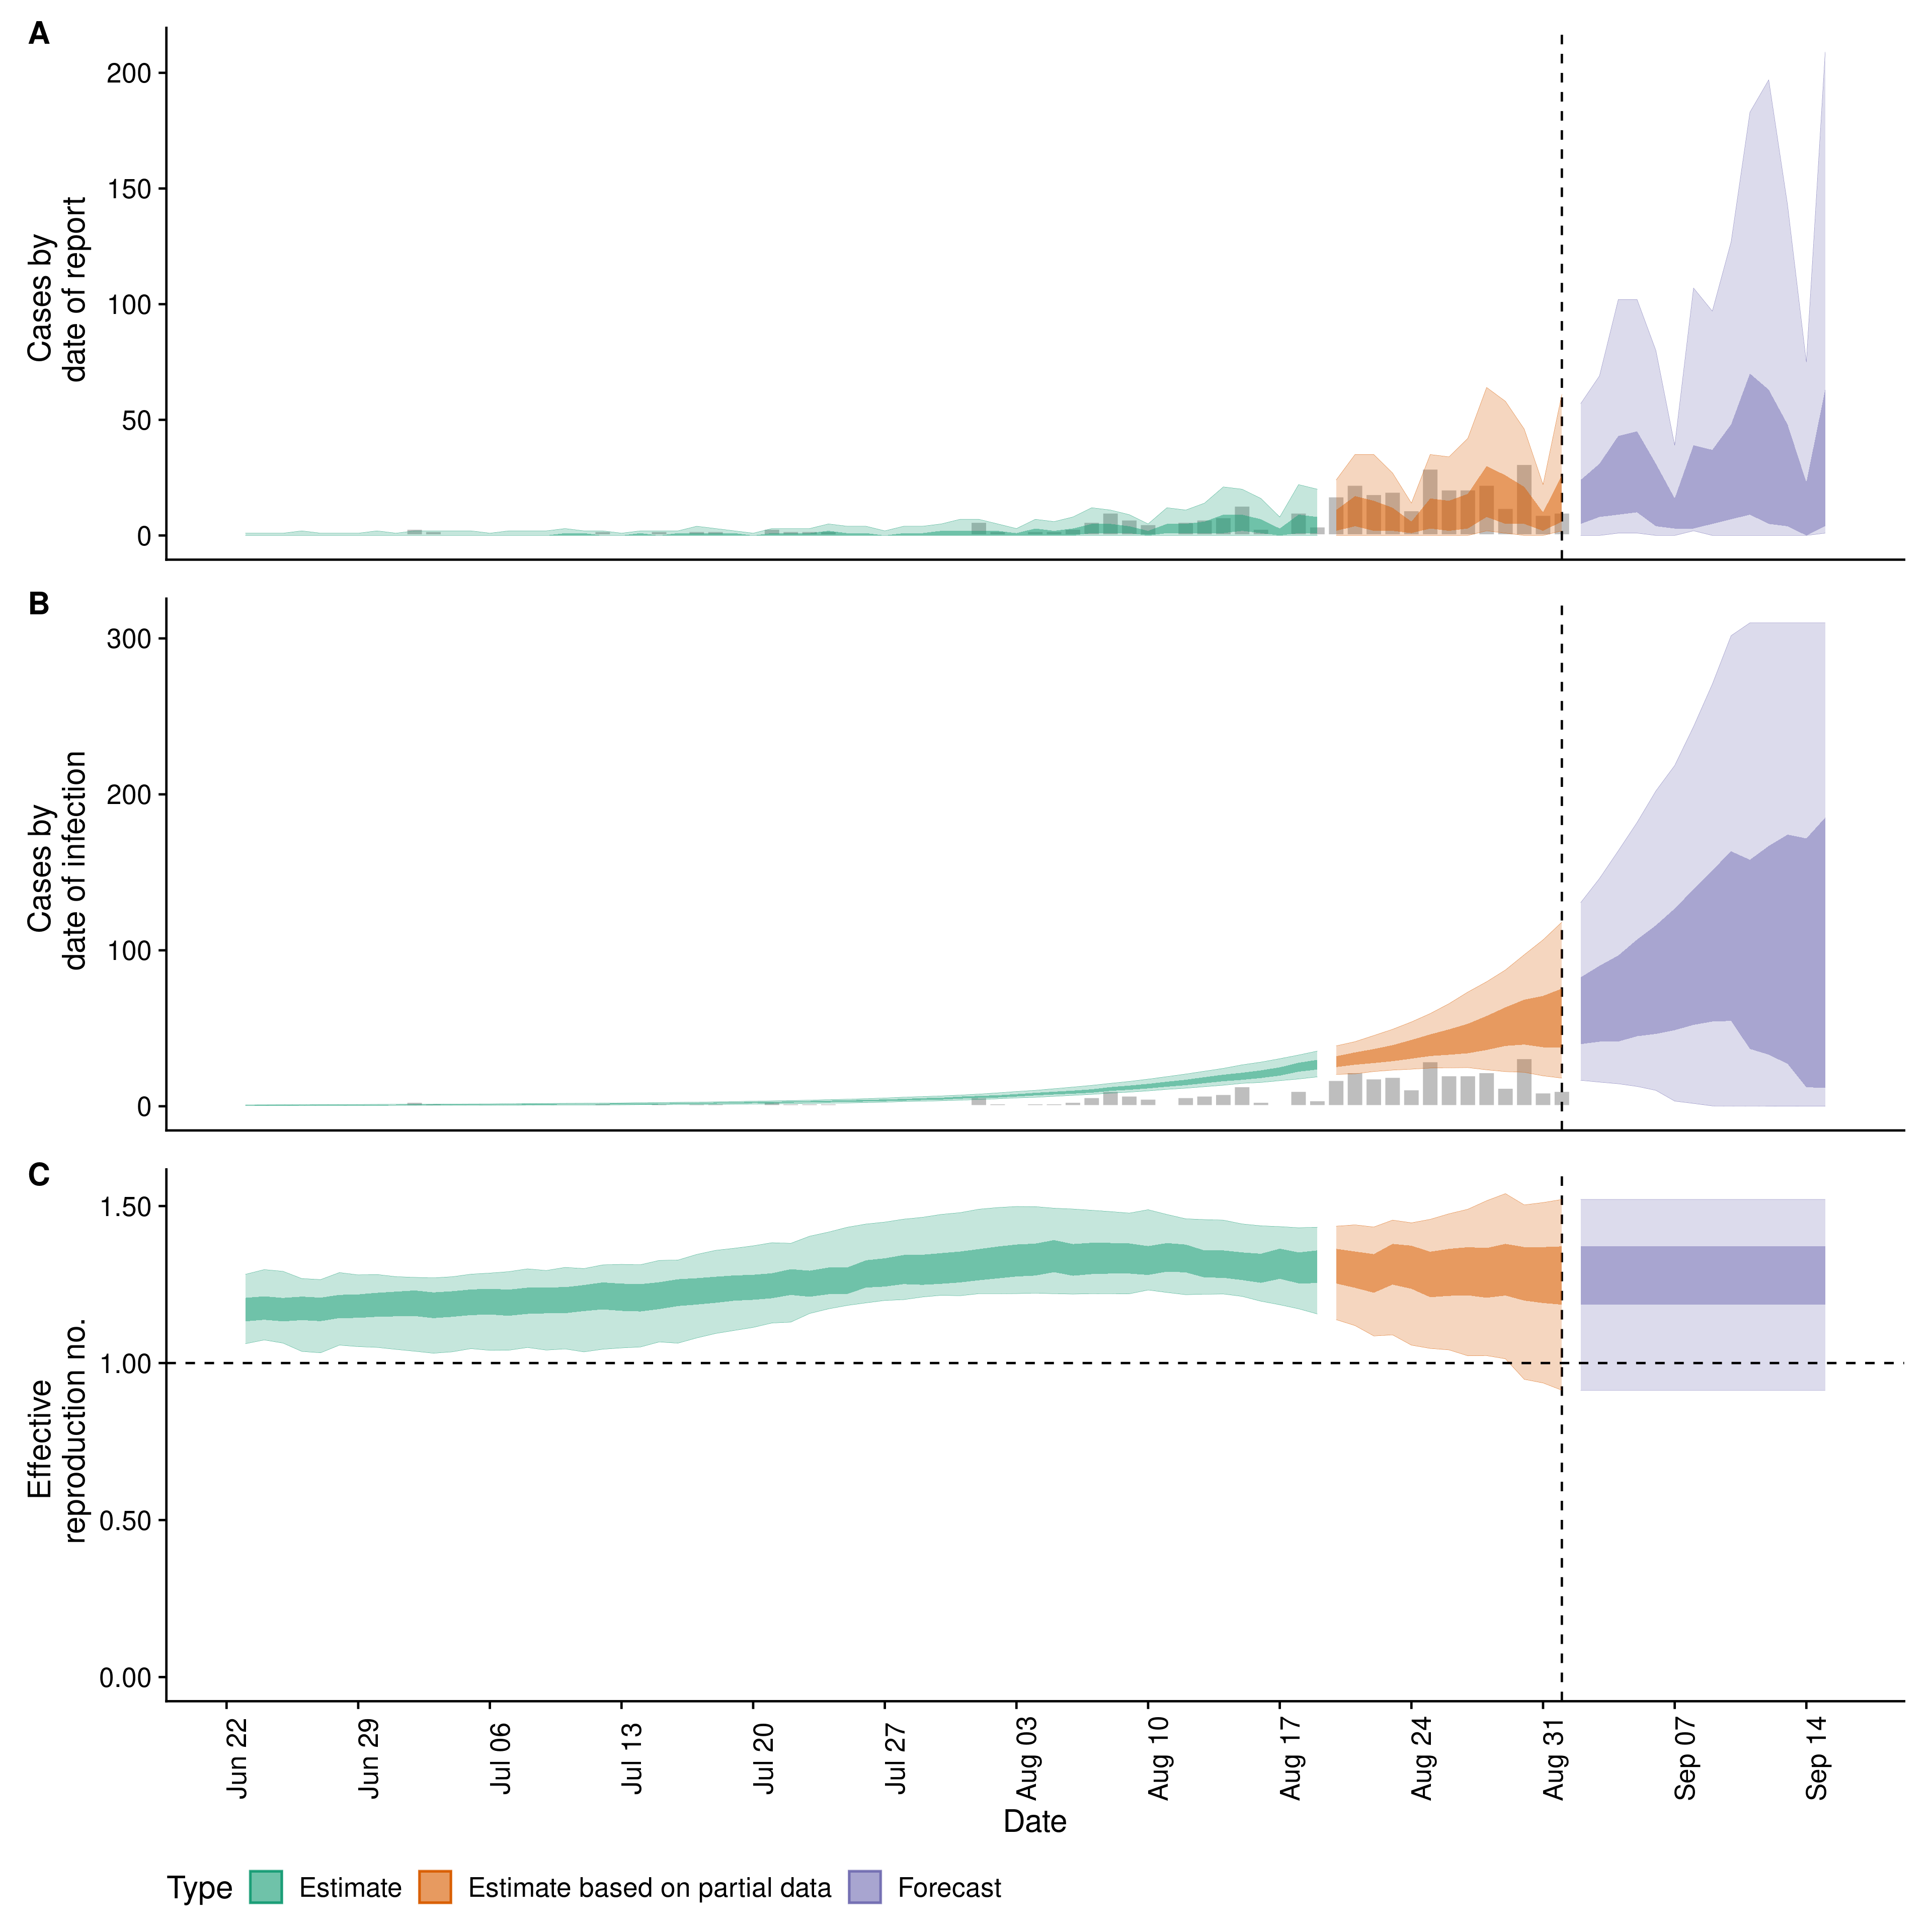 A
Cases by
date of report
200
150
100
50
0
B
Cases by
date of infection
300
200
100
0
C
Effective
reproduction no.
1.50
1.00
0.50
0.00
Jun 22
Jun 29
Jul 06
Jul 13
Jul 20
Jul 27
Aug 03
Aug 10
Aug 17
Aug 24
Aug 31
Sep 07
Sep 14
Date
Type Estimate Estimate based on partial data Forecast